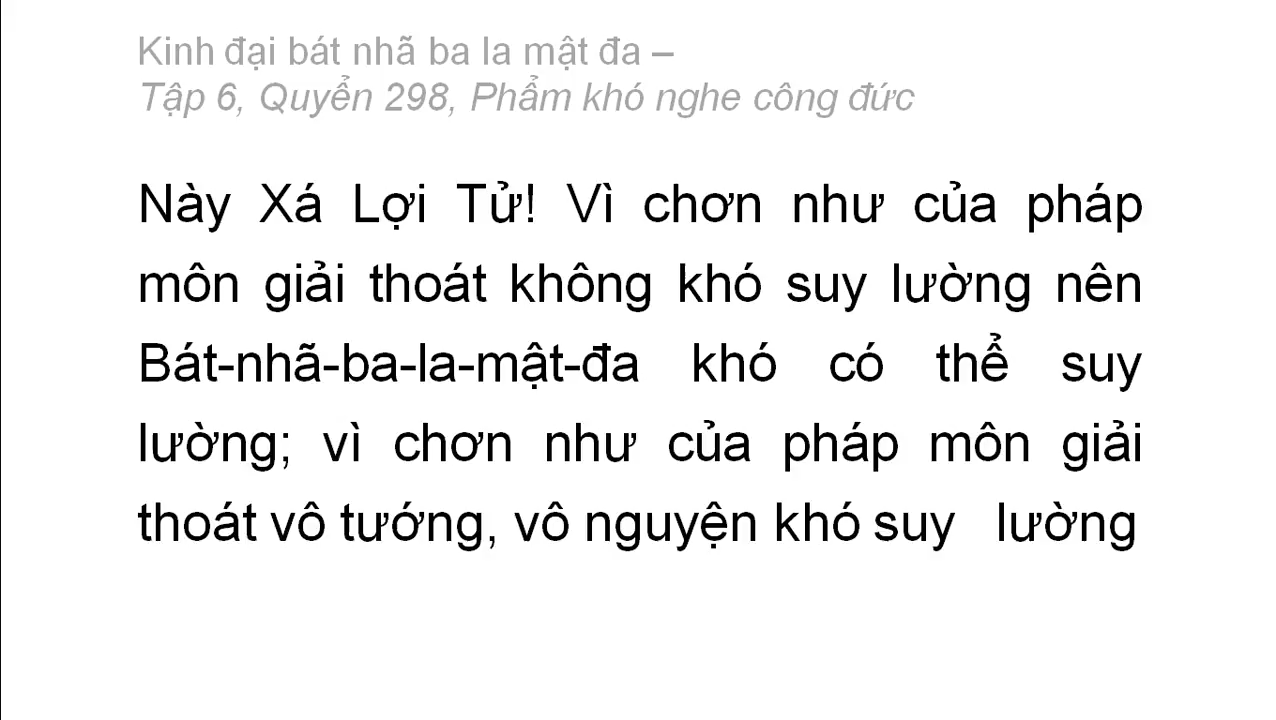 Kinh đại bát nhã ba la mật đa –
Tập 6, Quyển 298, Phẩm khó nghe công đức
Này Xá Lợi Tử! Vì chơn như của pháp
môn giải thoát không khó suy lường nên
Bát-nhã-ba-la-mật-đa khó có thể suy
lường; vì chơn như của pháp môn giải
thoát vô tướng, vô nguyện khó suy lường